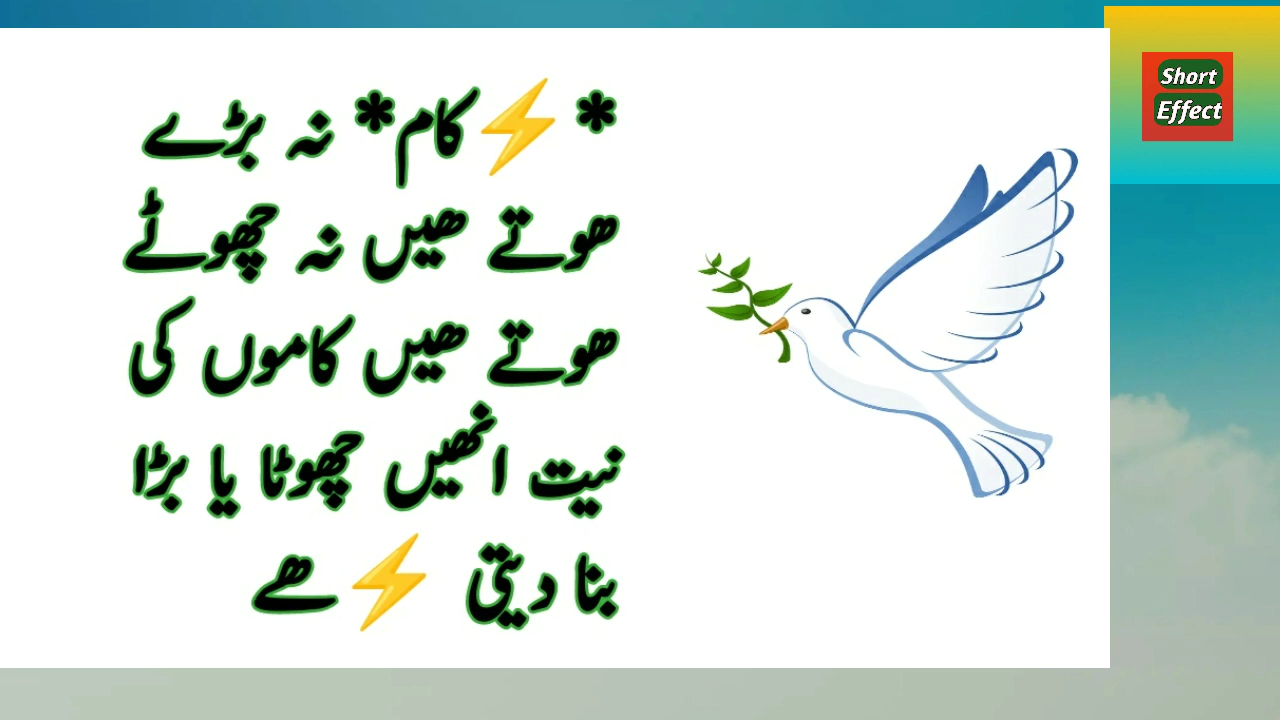 *⚡کام* نہ بڑے
ھوتے ھیں نہ چھوٹے
ھوتے ھیں کاموں کی
نیت انھیں چھوٹا یا بڑا
بنا دیتی ⚡ھے
Short
Effect